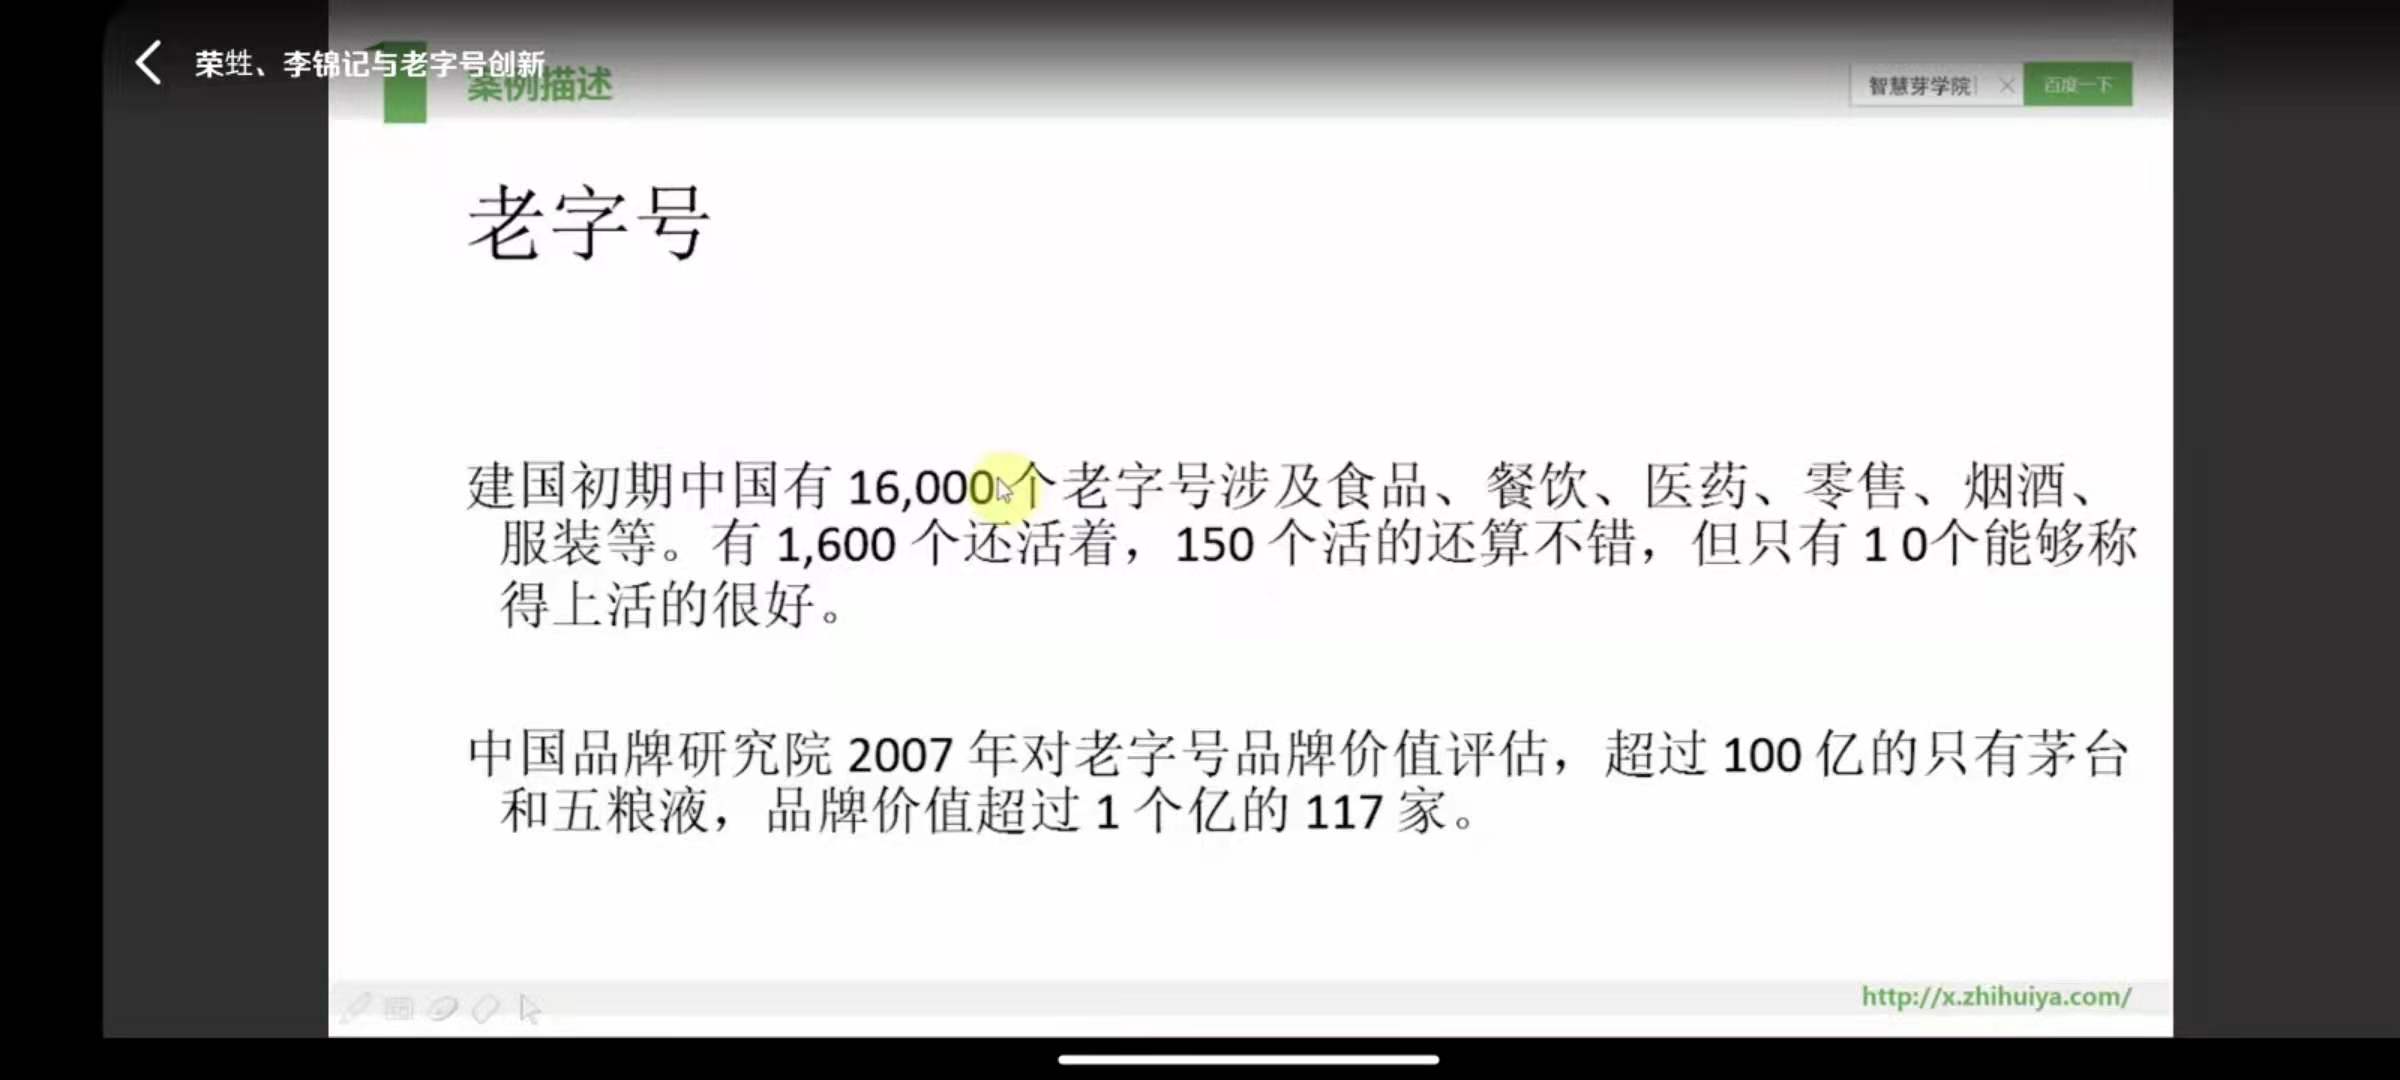 荣甡、李锦记与老字号创新
案例描述
智慧芽学院
百度一下
老字号
建国初期中国有 16,000个老字号涉及食品、餐饮、医药、零售、烟酒、
服装等。有 1,600 个还活着，150 个活的还算不错，但只有 1 0个能够称
得上活的很好。
中国品牌研究院 2007 年对老字号品牌价值评估，超过 100 亿的只有茅台
和五粮液，品牌价值超过 1 个亿的 117 家。
http://x.zhihuiya.com/